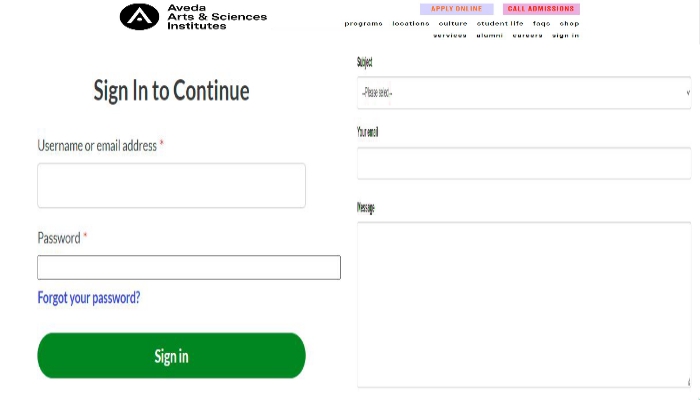 Aveda
Arts & Sciences
Institutes
APPLY ONLINE
CALL ADMISSIONS
programs locations culture student life faqs shop
services alumni careers sign in
Sign In to Continue
Username or email address *
Password *
Forgot your password?
Sign in
Subject
--Please select--
Your email
Message